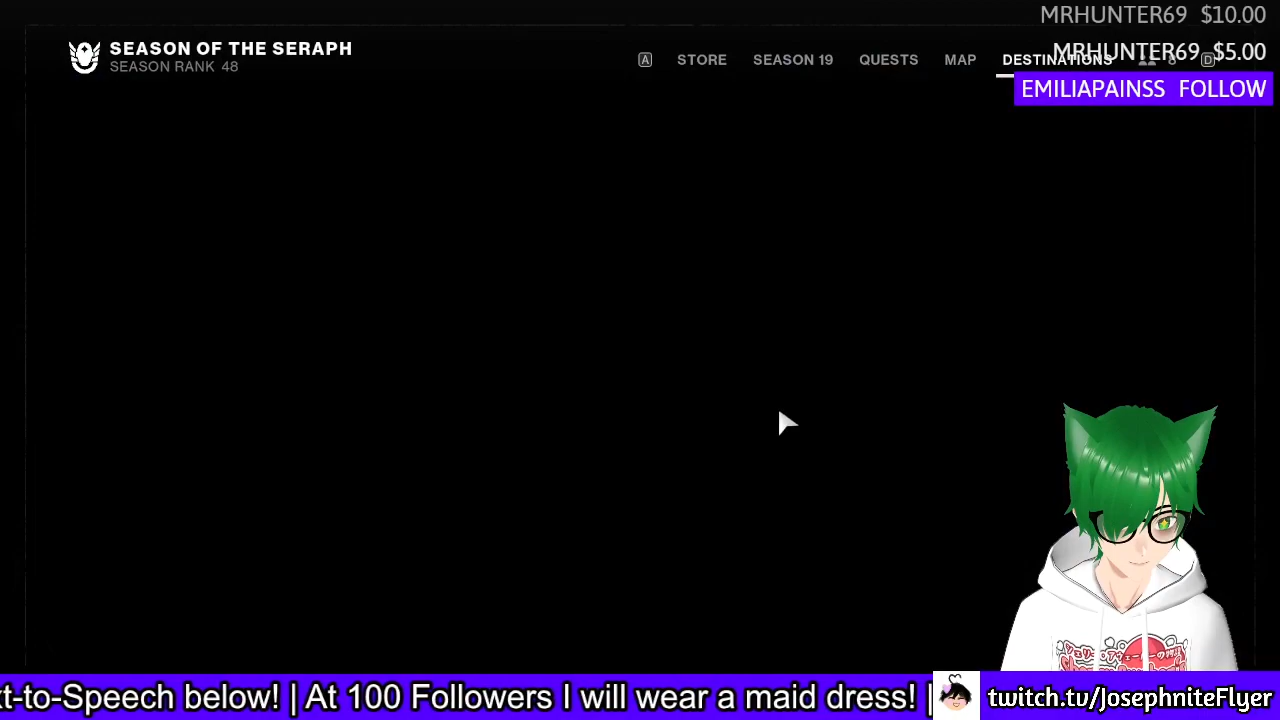 MRHUNTER69 $10.00
SEASON OF THE SERAPH
SEASON RANK 48
A STORE SEASON 19 QUESTS MAP DESTINATIONS D
MRHUNTER69 $5.00
EMILIAPAINSS FOLLOW
xt-to-Speech below! | At 100 Followers I will wear a maid dress! |
twitch.tv/JosephniteFlyer